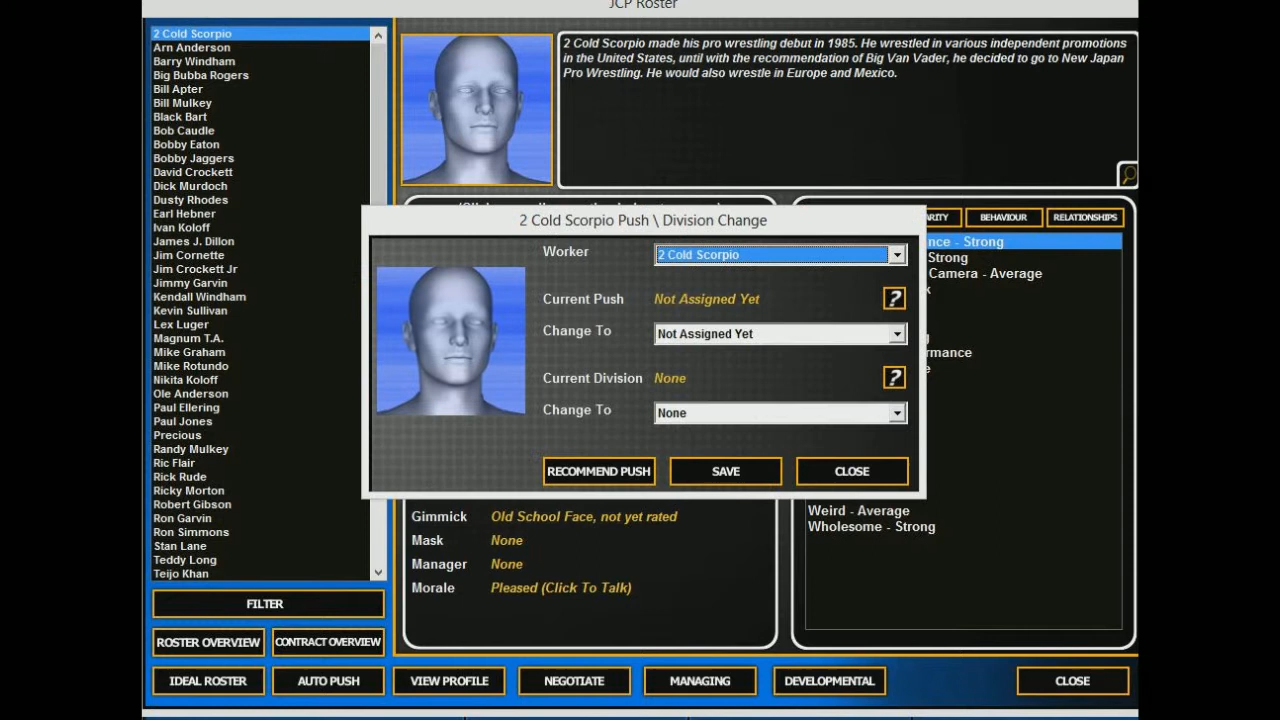 JCP Roster
2 Cold Scorpio
Arn Anderson
Barry Windham
Big Bubba Rogers
Bill Apter
Bill Mulkey
Black Bart
Bob Caudle
Bobby Eaton
Bobby Jaggers
David Crockett
Dick Murdoch
Dusty Rhodes
Earl Hebner
Ivan Koloff
James J. Dillon
Jim Cornette
Jim Crockett Jr
Jimmy Garvin
Kendall Windham
Kevin Sullivan
Lex Luger
Magnum T.A.
Mike Graham
Mike Rotundo
Nikita Koloff
Ole Anderson
Paul Ellering
Paul Jones
Precious
Randy Mulkey
Ric Flair
Rick Rude
Ricky Morton
Robert Gibson
Ron Garvin
Ron Simmons
Stan Lane
Teddy Long
Teijo Khan
FILTER
ROSTER OVERVIEW
CONTRACT OVERVIEW
IDEAL ROSTER
AUTO PUSH
VIEW PROFILE
NEGOTIATE
MANAGING
DEVELOPMENTAL
CLOSE
2 Cold Scorpio made his pro wrestling debut in 1985. He wrestled in various independent promotions
in the United States, until with the recommendation of Big Van Vader, he decided to go to New Japan
Pro Wrestling. He would also wrestle in Europe and Mexico.
2 Cold Scorpio Push \ Division Change
Worker
2 Cold Scorpio
Current Push
Not Assigned Yet
?
Change To
Not Assigned Yet
Current Division
None
?
Change To
None
RECOMMEND PUSH
SAVE
CLOSE
Gimmick
Old School Face, not yet rated
Mask
None
Manager
None
Morale
Pleased (Click To Talk)
BEHAVIOUR
RELATIONSHIPS
nce - Strong
Strong
Camera - Average
rmance
Weird - Average
Wholesome - Strong